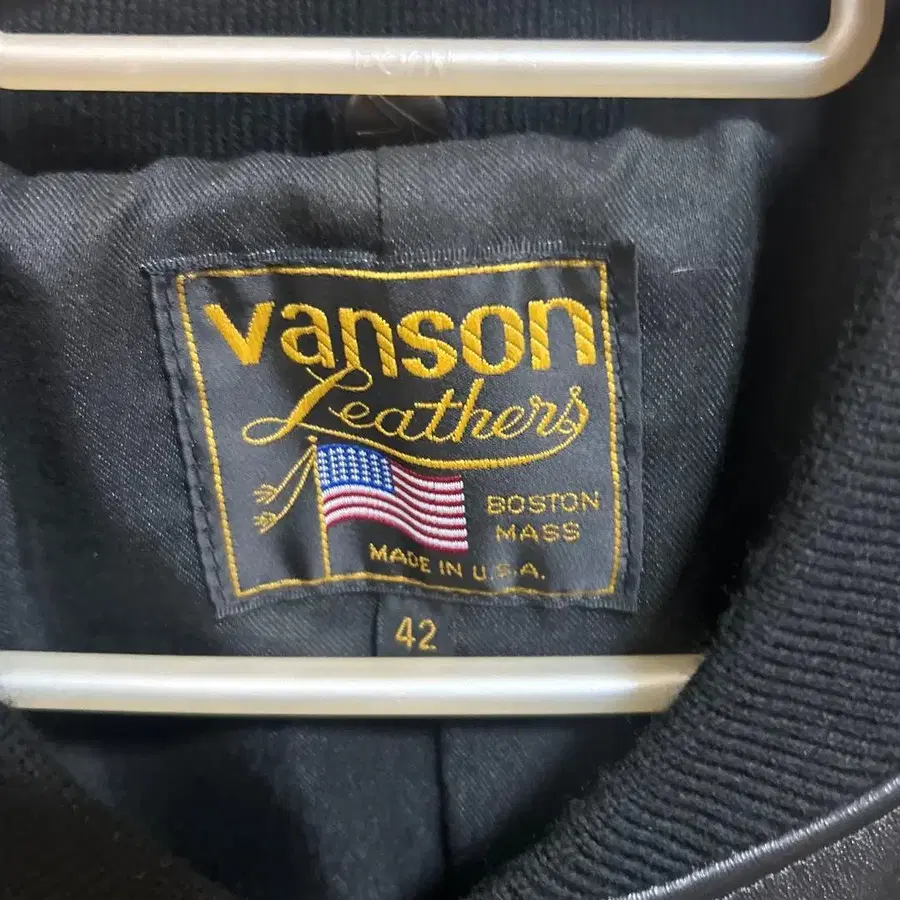 vanson
Leathers
BOSTON
MASS
MADE IN U.S.A.
42